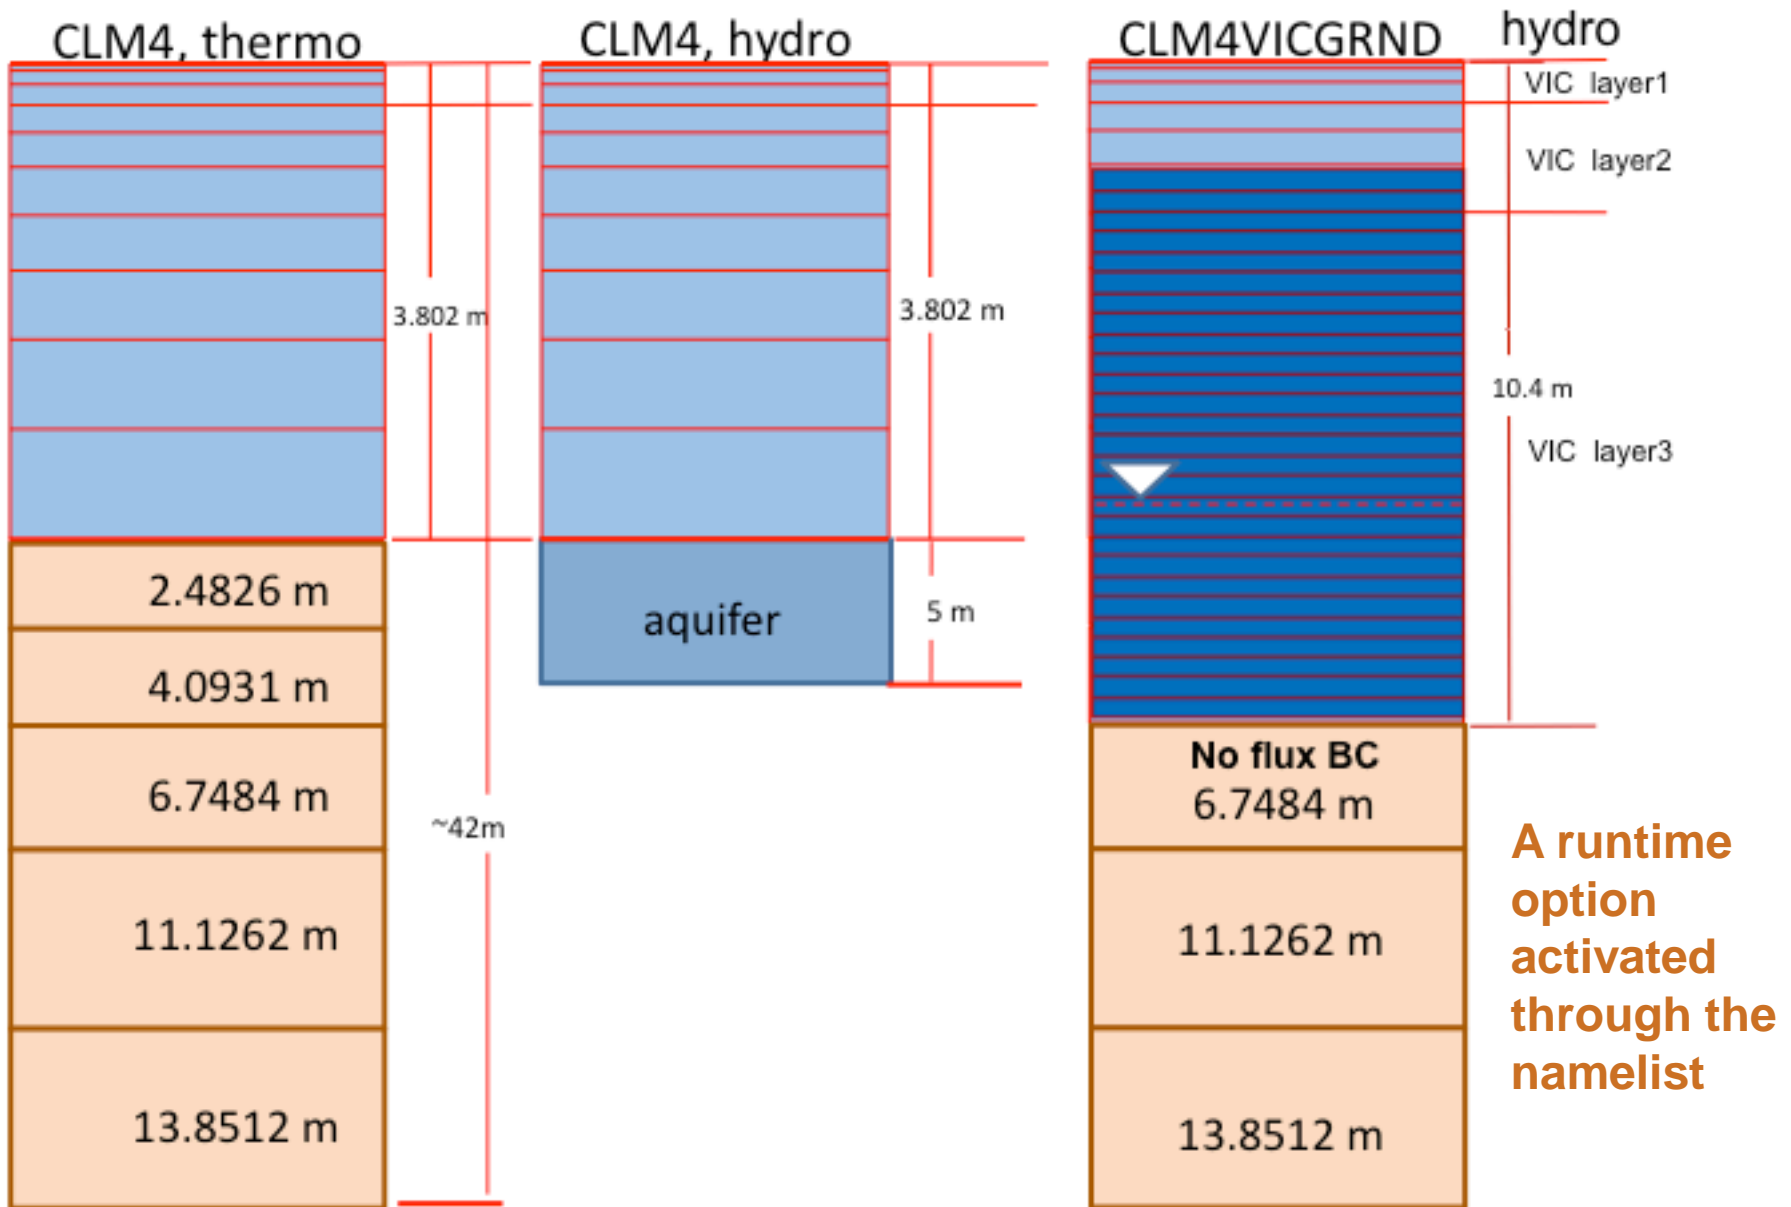 CLM4, thermo
3.802 m
~42m
2.4826 m
4.0931 m
6.7484 m
11.1262 m
13.8512 m
CLM4, hydro
3.802 m
aquifer
5 m
CLM4VICGRND
hydro
VIC layer1
VIC layer2
10.4 m
VIC layer3
No flux BC
6.7484 m
11.1262 m
13.8512 m
A runtime
option
activated
through the
namelist